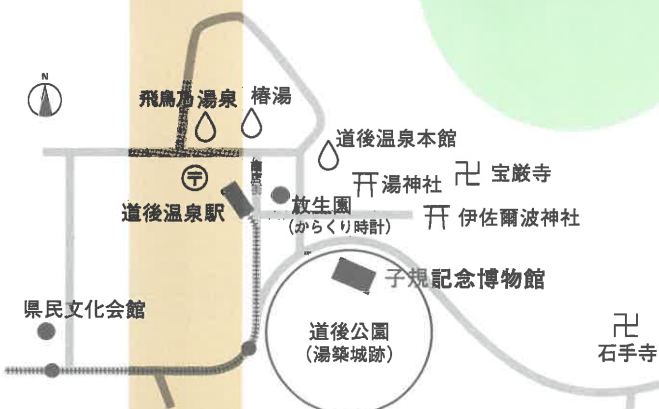 N
飛鳥乃湯泉
椿湯
道後温泉本館
湯神社
宝厳寺
道後温泉駅
放生園
(からくり時計)
伊佐爾波神社
子規記念博物館
県民文化会館
道後公園
(湯築城跡)
石手寺